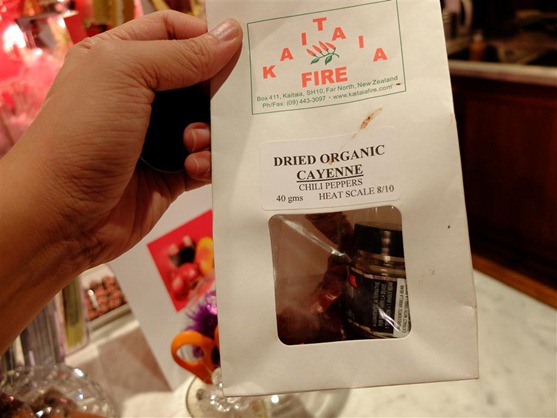 KAITAIA
FIRE
Box 411, Kaitaia, SH10, Far North, New Zealand
Ph/Fax: (09) 443-3097 • www.kaitaiafire.com
DRIED ORGANIC
CAYENNE
CHILI PEPPERS
40 gms HEAT SCALE 8/10